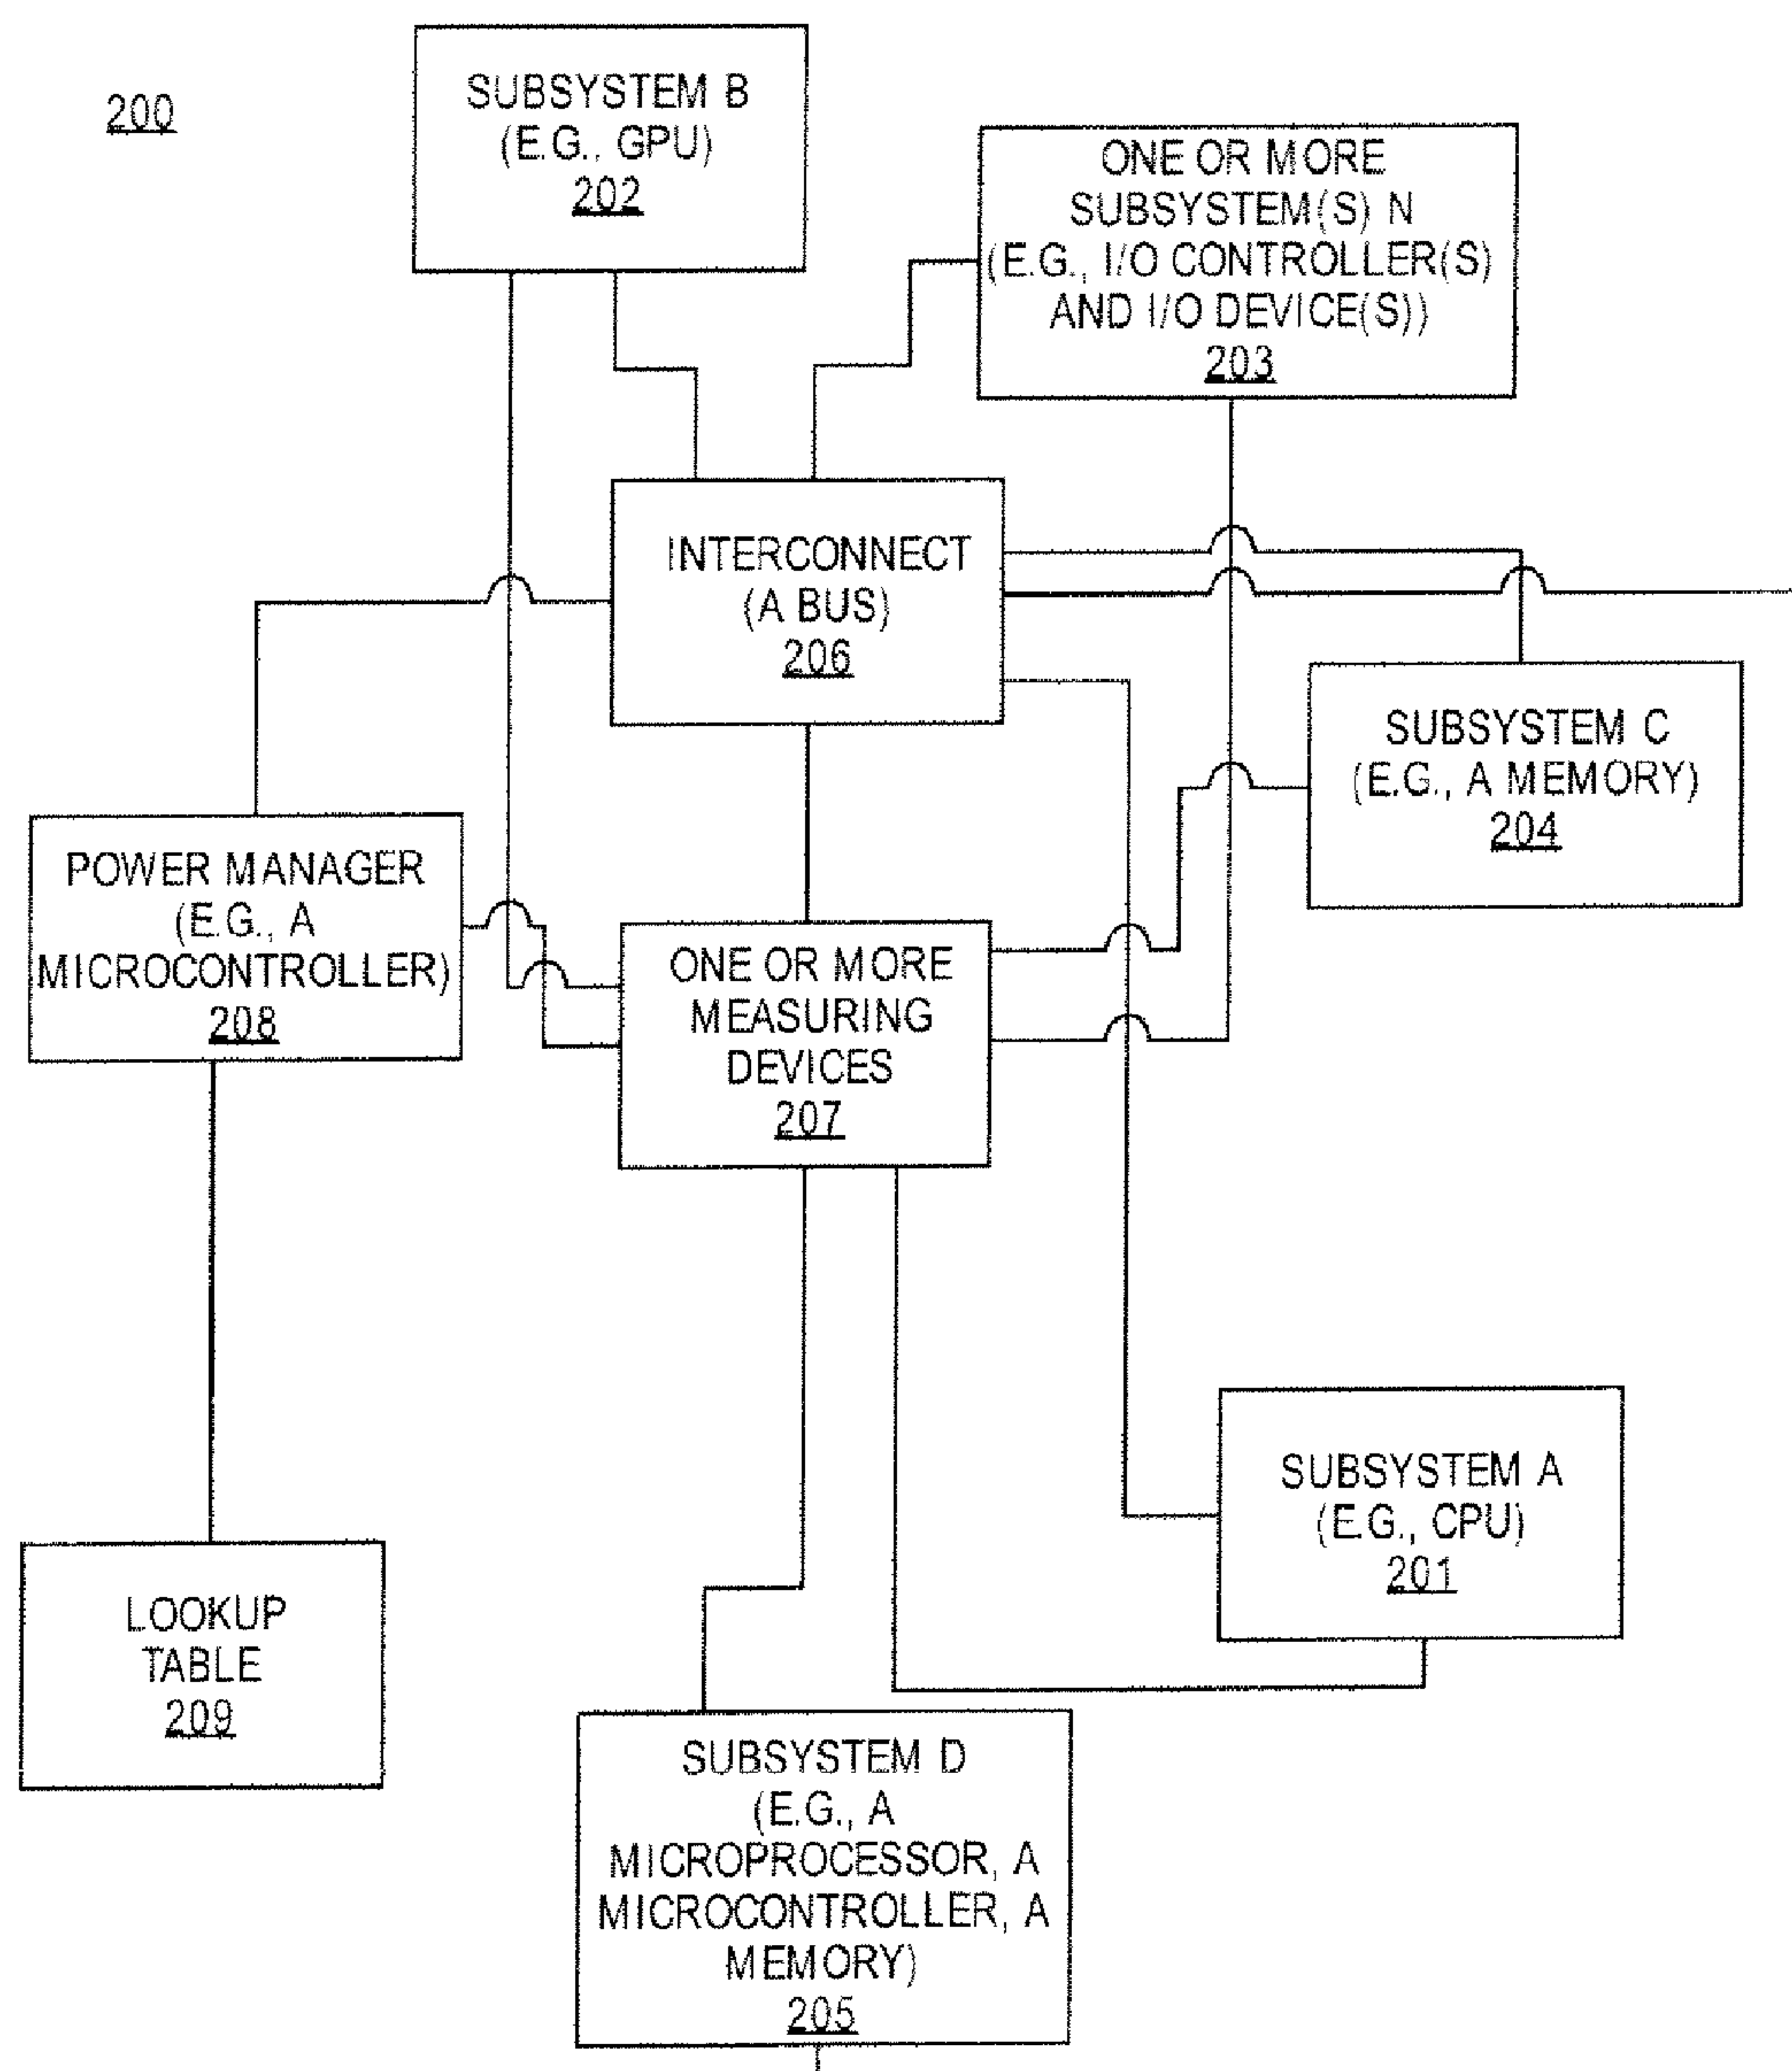 200
SUBSYSTEM B
(E.G., GPU)
202
ONE OR MORE
SUBSYSTEM(S) N
(E.G., I/O CONTROLLER(S)
AND I/O DEVICE(S))
203
INTERCONNECT
(A BUS)
206
SUBSYSTEM C
(E.G., A MEMORY)
204
POWER MANAGER
(E.G., A
MICROCONTROLLER)
208
ONE OR MORE
MEASURING
DEVICES
207
SUBSYSTEM A
(E.G., CPU)
201
LOOKUP
TABLE
209
SUBSYSTEM D
(E.G., A
MICROPROCESSOR, A
MICROCONTROLLER, A
MEMORY)
205